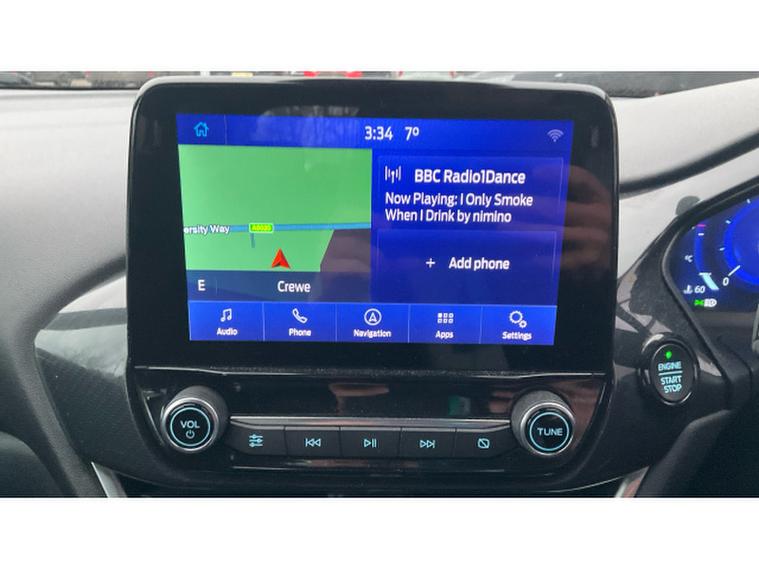 3:34 7°
BBC Radio1Dance
Now Playing: I Only Smoke
When I Drink by nimino
ersity Way
A5020
+ Add phone
E Crewe
Audio Phone Navigation Apps Settings
°C
60
0
ENGINE
START
STOP
VOL
TUNE